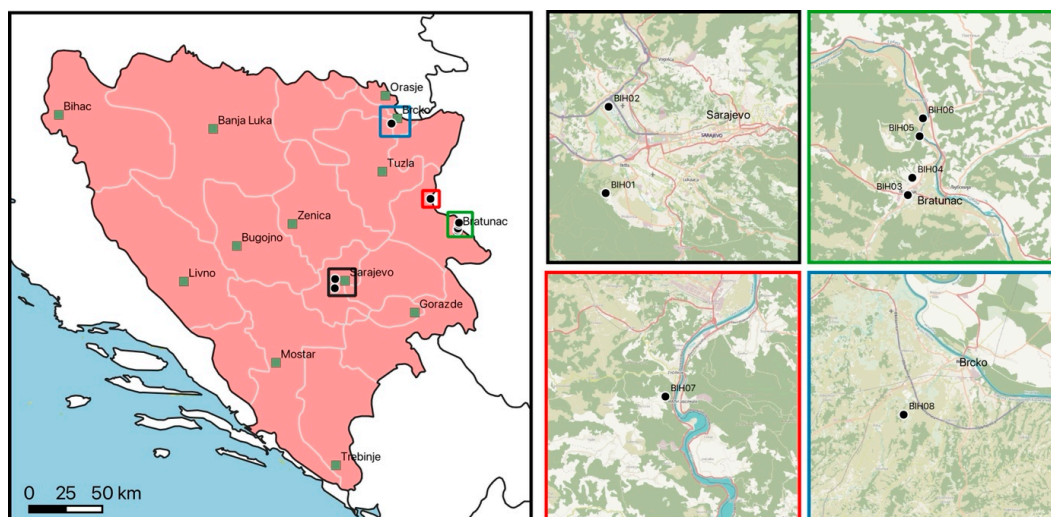 Orasje
Bihac
Brcko
Banja Luka
Tuzla
Zenica
Bratunac
Bugojno
Livno
Sarajevo
Gorazde
Mostar
Trebinje
0 25 50 km
BIH02
Sarajevo
SARAJEVO
BIH01
BIH06
BIH05
BIH04
BIH03
Bratunac
BIH07
Brcko
BIH08